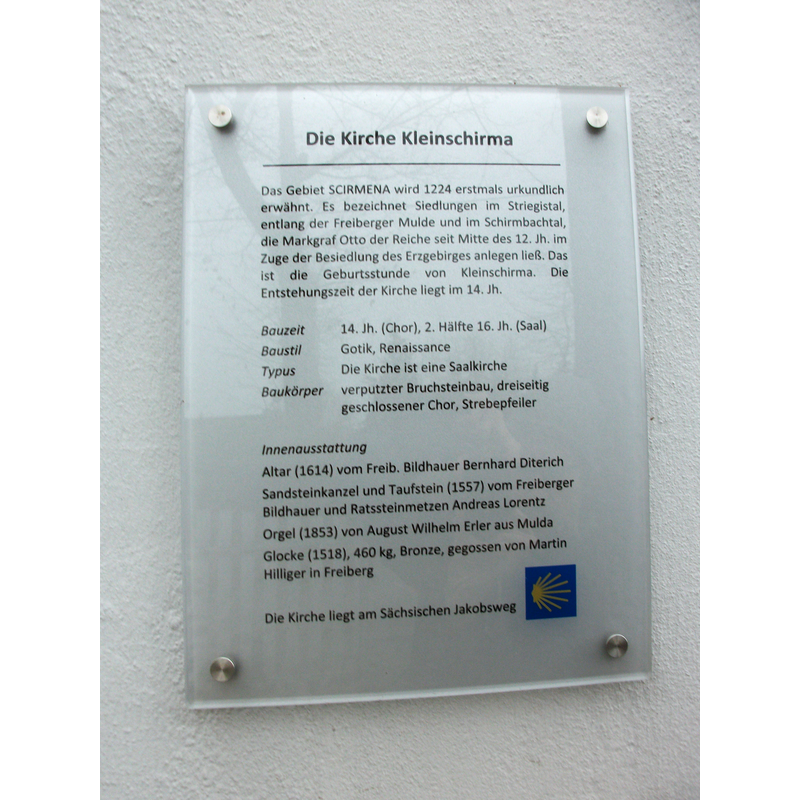 Die Kirche Kleinschirma
Das Gebiet SCIRMENA wird 1224 erstmals urkundlich
erwähnt. Es bezeichnet Siedlungen im Striegistal,
entlang der Freiberger Mulde und im Schirmbachtal,
die Markgraf Otto der Reiche seit Mitte des 12. Jh. im
Zuge der Besiedlung des Erzgebirges anlegen ließ. Das
ist die Geburtsstunde von Kleinschirma. Die
Entstehungszeit der Kirche liegt im 14. Jh.
Bauzeit 14. Jh. (Chor), 2. Hälfte 16. Jh. (Saal)
Baustil Gotik, Renaissance
Typus Die Kirche ist eine Saalkirche
Baukörper verputzter Bruchsteinbau, dreiseitig
geschlossener Chor, Strebepfeiler
Innenausstattung
Altar (1614) vom Freib. Bildhauer Bernhard Diterich
Sandsteinkanzel und Taufstein (1557) vom Freiberger
Bildhauer und Ratssteinmetzen Andreas Lorentz
Orgel (1853) von August Wilhelm Erler aus Mulda
Glocke (1518), 460 kg, Bronze, gegossen von Martin
Hilliger in Freiberg
Die Kirche liegt am Sächsischen Jakobsweg